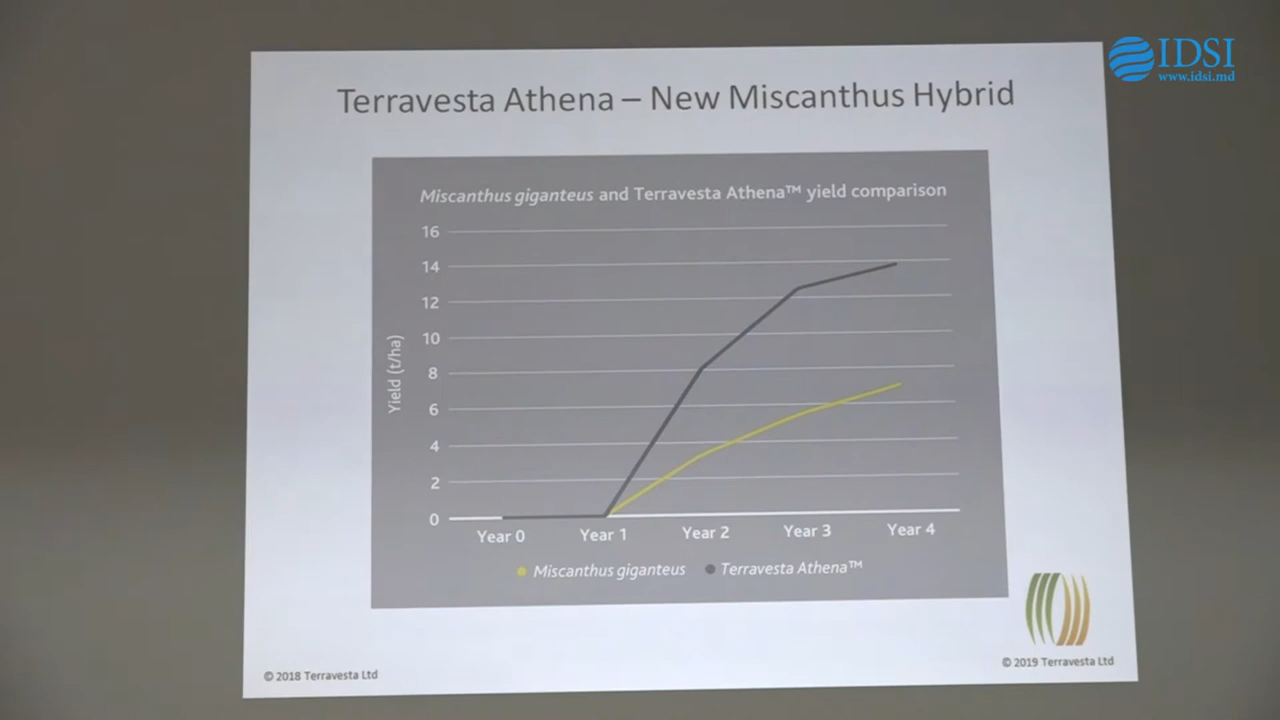 IDSI
www.idsi.md
Terravesta Athena – New Miscanthus Hybrid
Miscanthus giganteus and Terravesta Athena™ yield comparison
16
14
12
10
8
6
4
2
0
Yield (t/ha)
Year 0 Year 1 Year 2 Year 3 Year 4
Miscanthus giganteus Terravesta Athena™
© 2018 Terravesta Ltd
© 2019 Terravesta Ltd